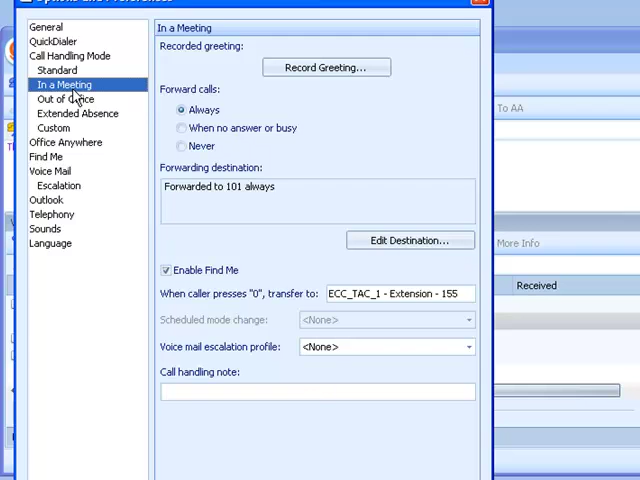 General
QuickDialer
Call Handling Mode
Standard
In a Meeting
Out of Office
Extended Absence
Custom
Office Anywhere
Find Me
Voice Mail
Escalation
Outlook
Telephony
Sounds
Language
In a Meeting
Recorded greeting:
Record Greeting...
Forward calls:
Always
When no answer or busy
Never
Forwarding destination:
Forwarded to 101 always
Edit Destination...
Enable Find Me
When caller presses "0", transfer to: ECC_TAC_1 - Extension - 155
Scheduled mode change: <None>
Voice mail escalation profile: <None>
Call handling note:
To AA
More Info
Received